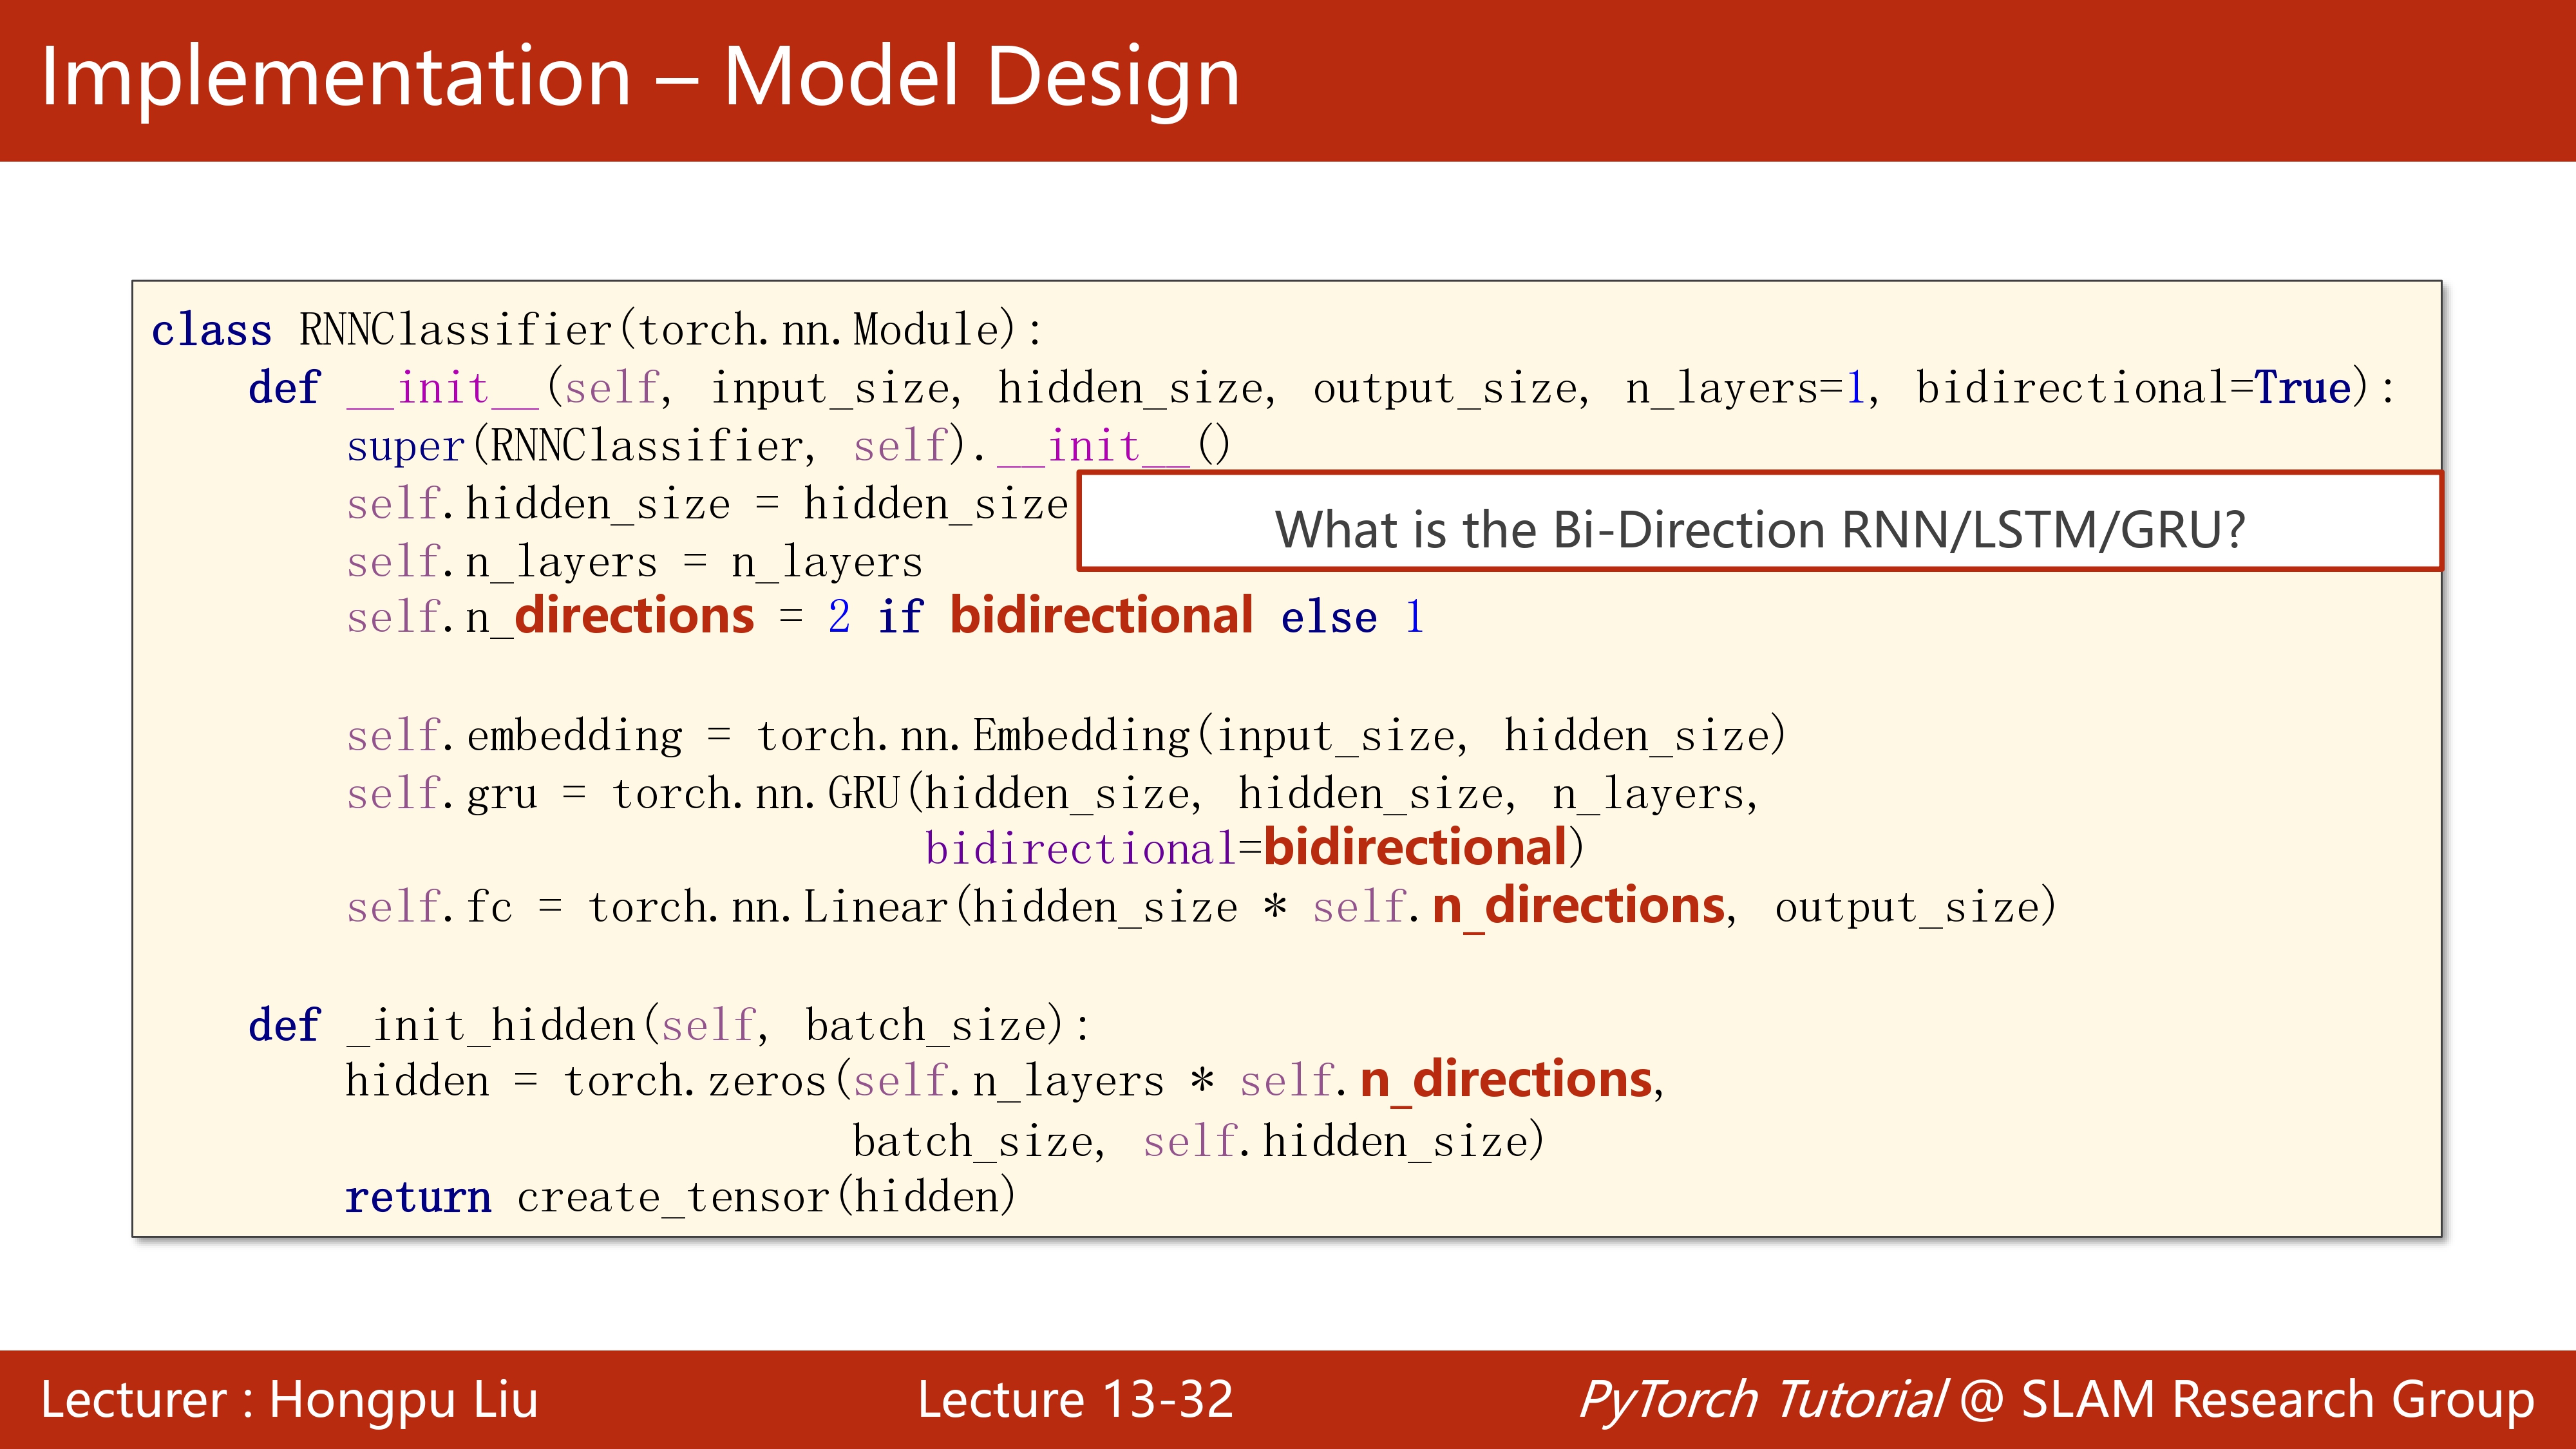 Implementation – Model Design
class RNNClassifier(torch.nn.Module):
    def __init__(self, input_size, hidden_size, output_size, n_layers=1, bidirectional=True):
        super(RNNClassifier, self).__init__()
        self.hidden_size = hidden_size
What is the Bi-Direction RNN/LSTM/GRU?
        self.n_layers = n_layers
        self.n_directions = 2 if bidirectional else 1
        self.embedding = torch.nn.Embedding(input_size, hidden_size)
        self.gru = torch.nn.GRU(hidden_size, hidden_size, n_layers,
                                bidirectional=bidirectional)
        self.fc = torch.nn.Linear(hidden_size * self.n_directions, output_size)
    def _init_hidden(self, batch_size):
        hidden = torch.zeros(self.n_layers * self.n_directions,
                             batch_size, self.hidden_size)
        return create_tensor(hidden)
Lecturer : Hongpu Liu
Lecture 13-32
PyTorch Tutorial @ SLAM Research Group